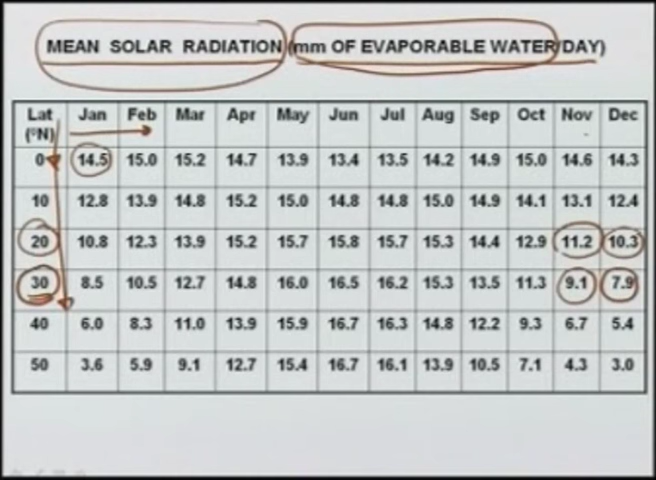 MEAN SOLAR RADIATION (mm OF EVAPORABLE WATER/DAY)
Lat (°N) Jan Feb Mar Apr May Jun Jul Aug Sep Oct Nov Dec
0 14.5 15.0 15.2 14.7 13.9 13.4 13.5 14.2 14.9 15.0 14.6 14.3
10 12.8 13.9 14.8 15.2 15.0 14.8 14.8 15.0 14.9 14.1 13.1 12.4
20 10.8 12.3 13.9 15.2 15.7 15.8 15.7 15.3 14.4 12.9 11.2 10.3
30 8.5 10.5 12.7 14.8 16.0 16.5 16.2 15.3 13.5 11.3 9.1 7.9
40 6.0 8.3 11.0 13.9 15.9 16.7 16.3 14.8 12.2 9.3 6.7 5.4
50 3.6 5.9 9.1 12.7 15.4 16.7 16.1 13.9 10.5 7.1 4.3 3.0